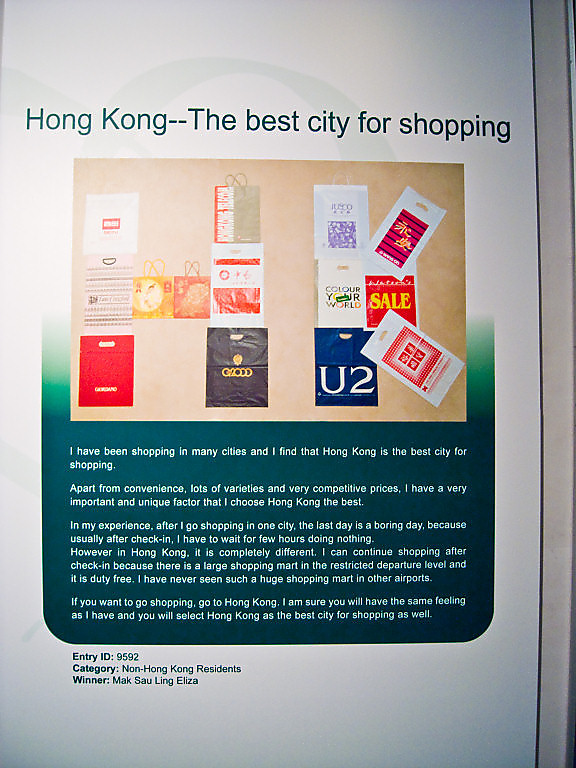 Hong Kong--The best city for shopping
JUSCO
COLOUR
YOUR
WORLD
SALE
GIORDANO
U2
I have been shopping in many cities and I find that Hong Kong is the best city for
shopping.
Apart from convenience, lots of varieties and very competitive prices, I have a very
important and unique factor that I choose Hong Kong the best.
In my experience, after I go shopping in one city, the last day is a boring day, because
usually after check-in, I have to wait for few hours doing nothing.
However in Hong Kong, it is completely different. I can continue shopping after
check-in because there is a large shopping mart in the restricted departure level and
it is duty free. I have never seen such a huge shopping mart in other airports.
If you want to go shopping, go to Hong Kong. I am sure you will have the same feeling
as I have and you will select Hong Kong as the best city for shopping as well.
Entry ID: 9592
Category: Non-Hong Kong Residents
Winner: Mak Sau Ling Eliza